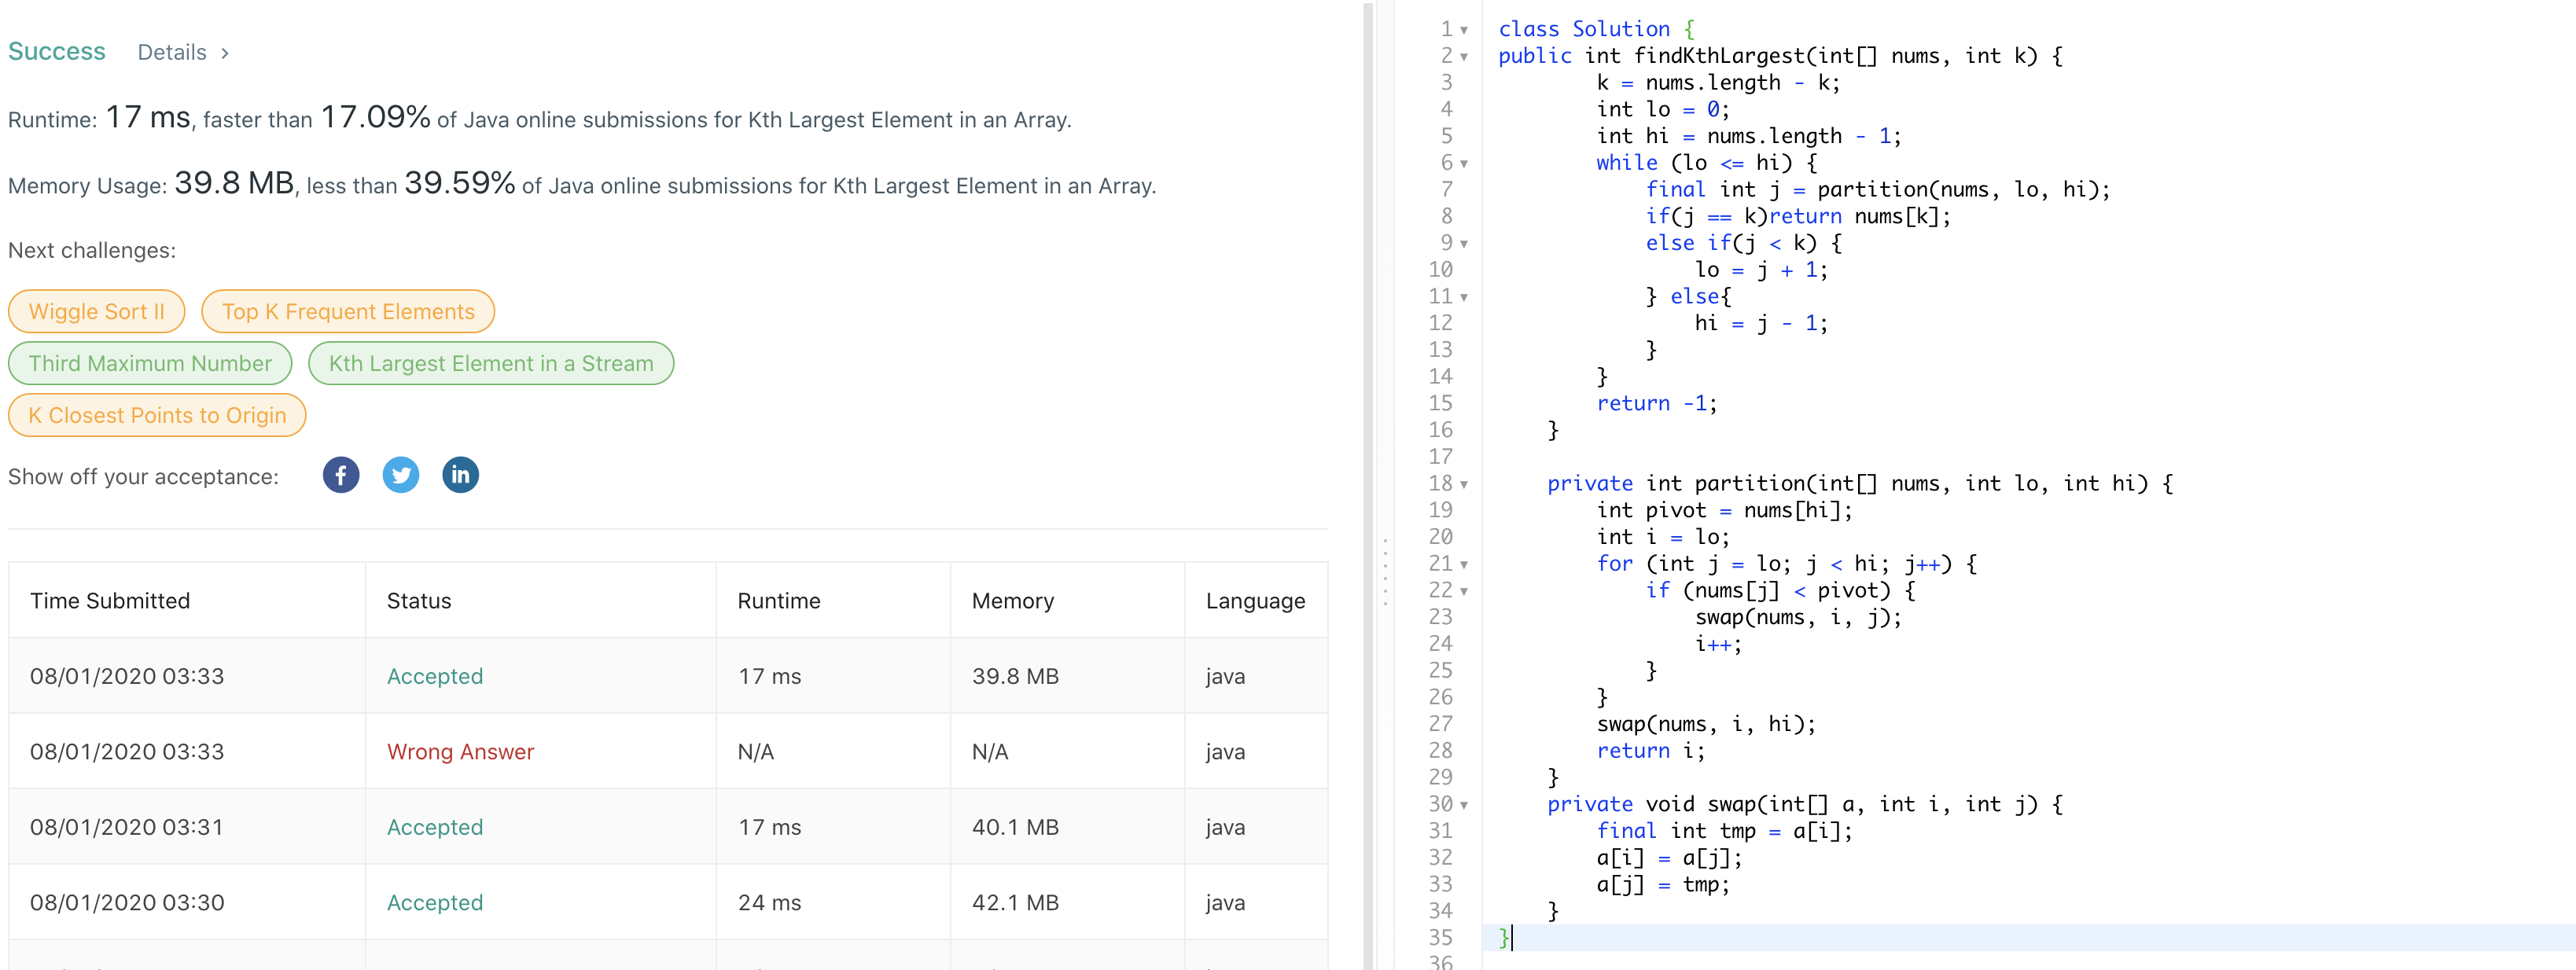 Success Details >
Runtime: 17 ms, faster than 17.09% of Java online submissions for Kth Largest Element in an Array.
Memory Usage: 39.8 MB, less than 39.59% of Java online submissions for Kth Largest Element in an Array.
Next challenges:
Wiggle Sort II Top K Frequent Elements
Third Maximum Number Kth Largest Element in a Stream
K Closest Points to Origin
Show off your acceptance: f in
Time Submitted Status Runtime Memory Language
08/01/2020 03:33 Accepted 17 ms 39.8 MB java
08/01/2020 03:33 Wrong Answer N/A N/A java
08/01/2020 03:31 Accepted 17 ms 40.1 MB java
08/01/2020 03:30 Accepted 24 ms 42.1 MB java
1 class Solution {
2 public int findKthLargest(int[] nums, int k) {
3 k = nums.length - k;
4 int lo = 0;
5 int hi = nums.length - 1;
6 while (lo <= hi) {
7 final int j = partition(nums, lo, hi);
8 if(j == k)return nums[k];
9 else if(j < k) {
10 lo = j + 1;
11 } else{
12 hi = j - 1;
13 }
14 }
15 return -1;
16 }
17
18 private int partition(int[] nums, int lo, int hi) {
19 int pivot = nums[hi];
20 int i = lo;
21 for (int j = lo; j < hi; j++) {
22 if (nums[j] < pivot) {
23 swap(nums, i, j);
24 i++;
25 }
26 }
27 swap(nums, i, hi);
28 return i;
29 }
30 private void swap(int[] a, int i, int j) {
31 final int tmp = a[i];
32 a[i] = a[j];
33 a[j] = tmp;
34 }
35 }
36